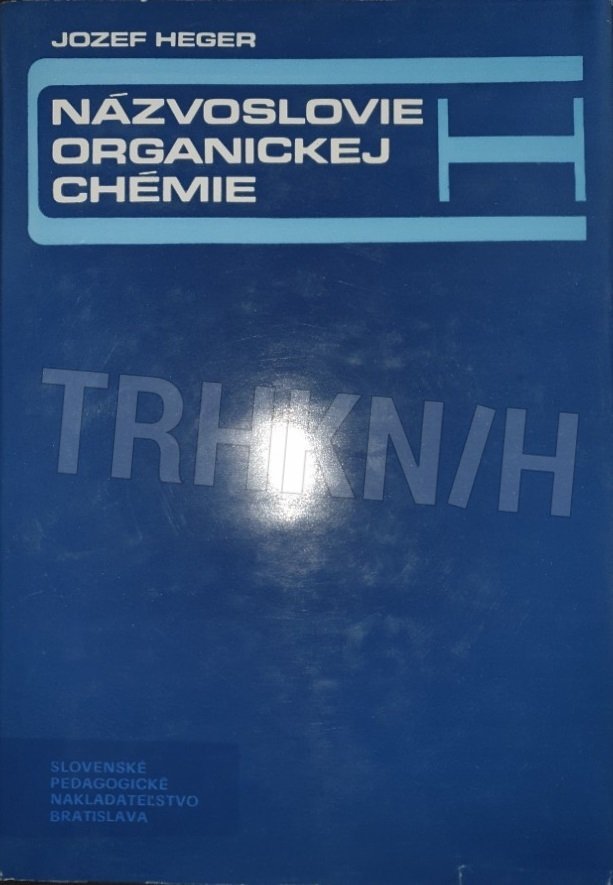 JOZEF HEGER
NÁZVOSLOVIE
ORGANICKEJ
CHÉMIE
H
TRHKN/H
SLOVENSKÉ
PEDAGOGICKÉ
NAKLADATEĽSTVO
BRATISLAVA